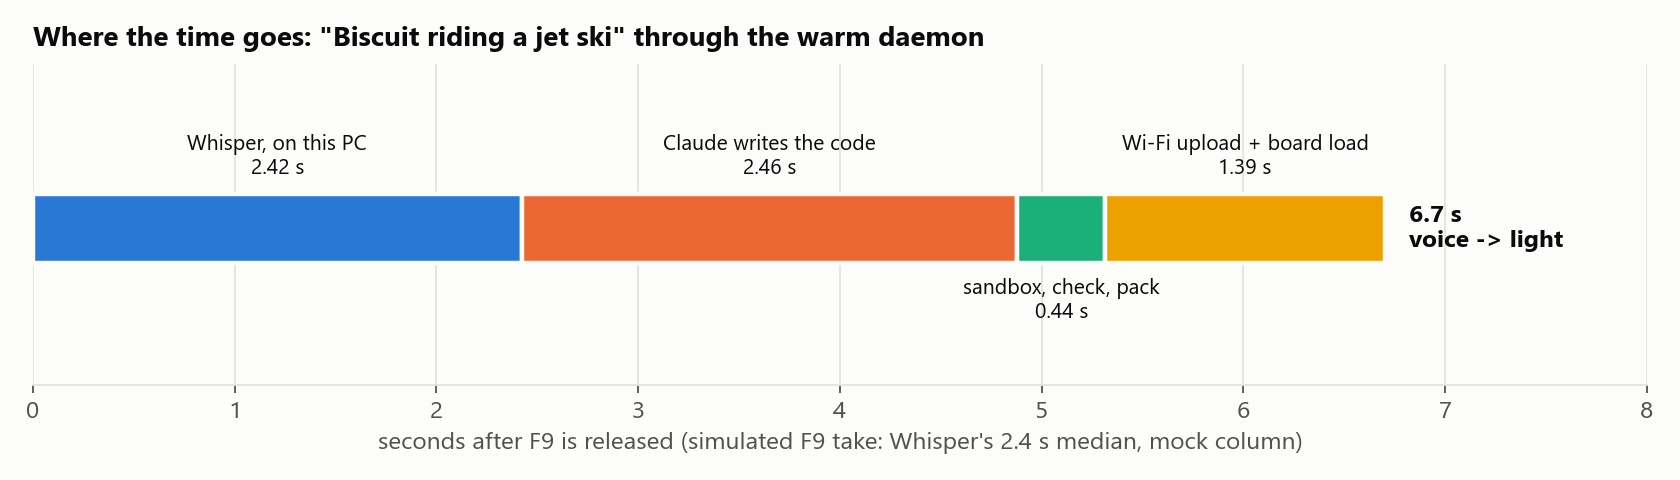 Where the time goes: "Biscuit riding a jet ski" through the warm daemon
Whisper, on this PC
2.42 s
Claude writes the code
2.46 s
Wi-Fi upload + board load
1.39 s
6.7 s
voice -> light
sandbox, check, pack
0.44 s
0 1 2 3 4 5 6 7 8
seconds after F9 is released (simulated F9 take: Whisper's 2.4 s median, mock column)